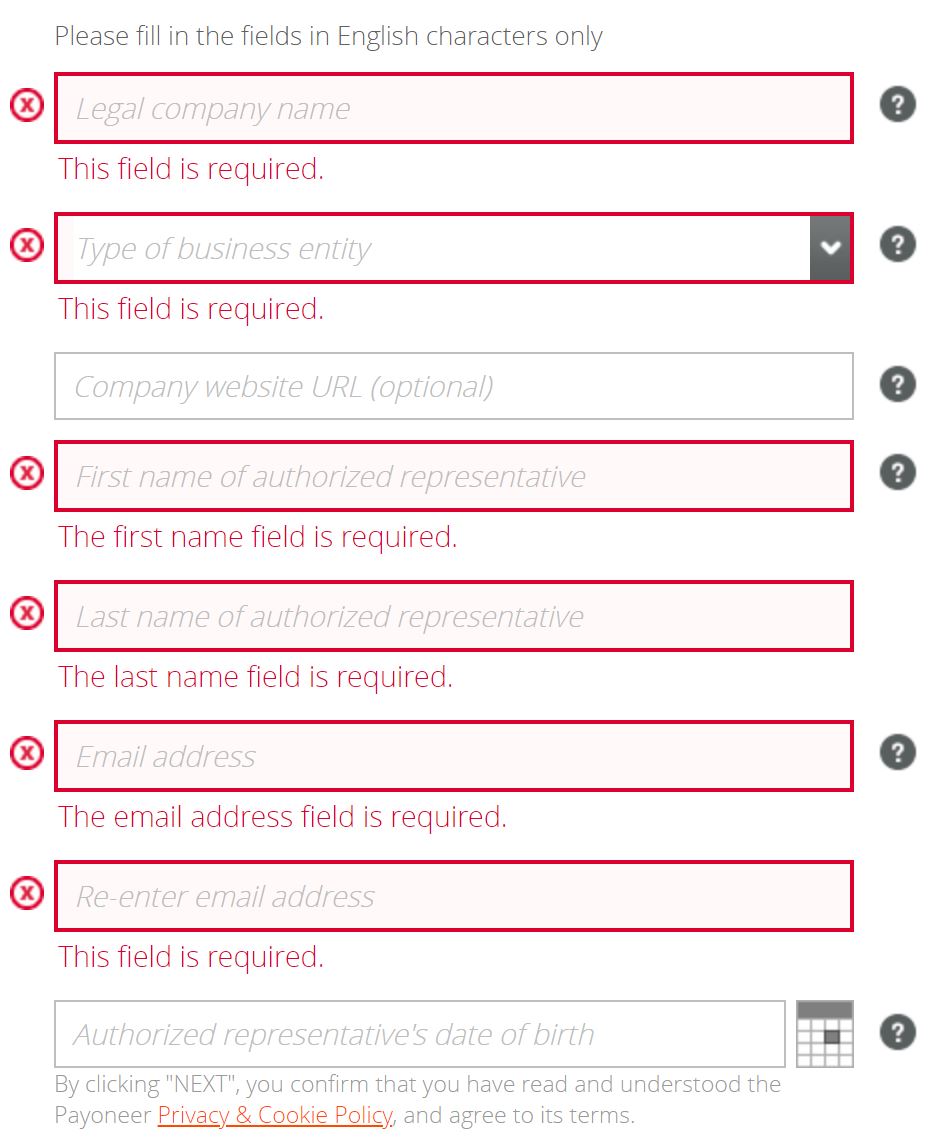 Please fill in the fields in English characters only
Legal company name
This field is required.
Type of business entity
This field is required.
Company website URL (optional)
First name of authorized representative
The first name field is required.
Last name of authorized representative
The last name field is required.
Email address
The email address field is required.
Re-enter email address
This field is required.
Authorized representative's date of birth
By clicking "NEXT", you confirm that you have read and understood the
Payoneer Privacy & Cookie Policy, and agree to its terms.